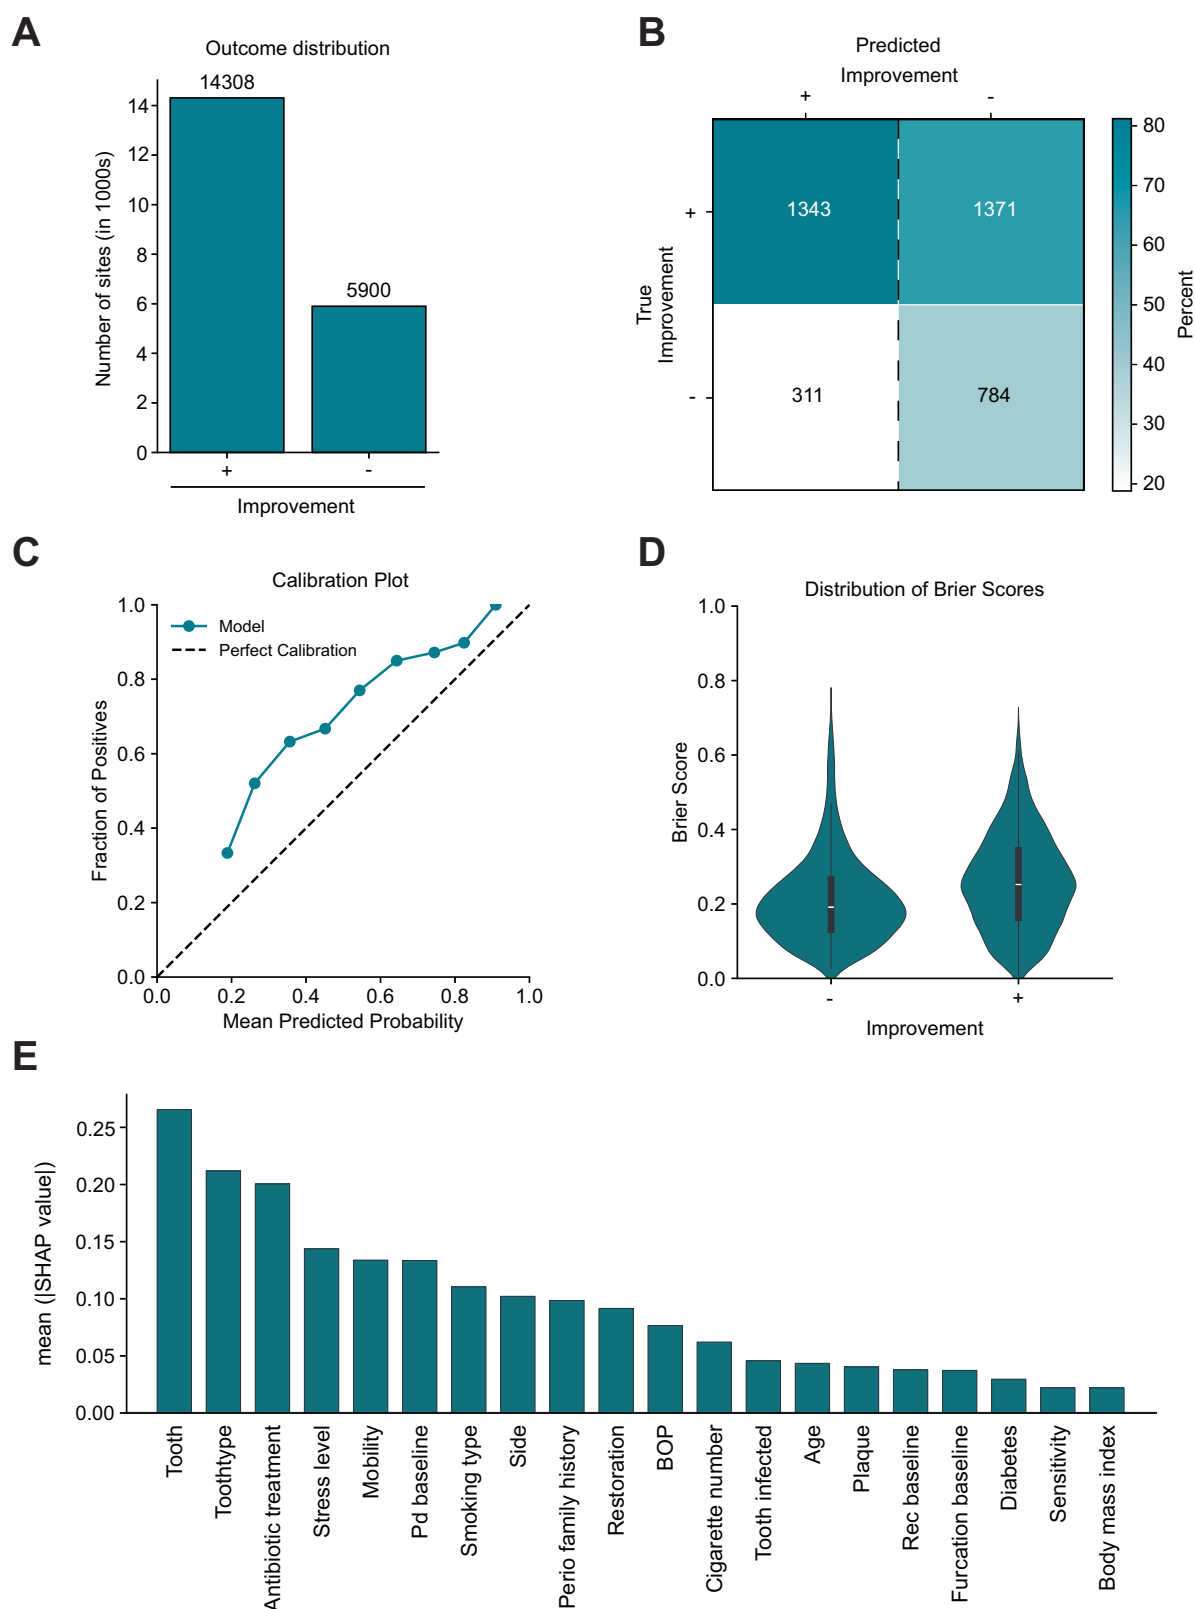 A
Outcome distribution
14308
5900
Number of sites (in 1000s)
14
12
10
8
6
4
2
0
+
-
Improvement
B
Predicted
Improvement
+
-
True
Improvement
+
-
1343
1371
311
784
80
70
60
50
40
30
20
Percent
C
Calibration Plot
Model
Perfect Calibration
Fraction of Positives
1.0
0.8
0.6
0.4
0.2
0.0
0.0 0.2 0.4 0.6 0.8 1.0
Mean Predicted Probability
D
Distribution of Brier Scores
Brier Score
1.0
0.8
0.6
0.4
0.2
0.0
-
+
Improvement
E
mean (|SHAP value|)
0.25
0.20
0.15
0.10
0.05
0.00
Tooth
Toothtype
Antibiotic treatment
Stress level
Mobility
Pd baseline
Smoking type
Side
Perio family history
Restoration
BOP
Cigarette number
Tooth infected
Age
Plaque
Rec baseline
Furcation baseline
Diabetes
Sensitivity
Body mass index